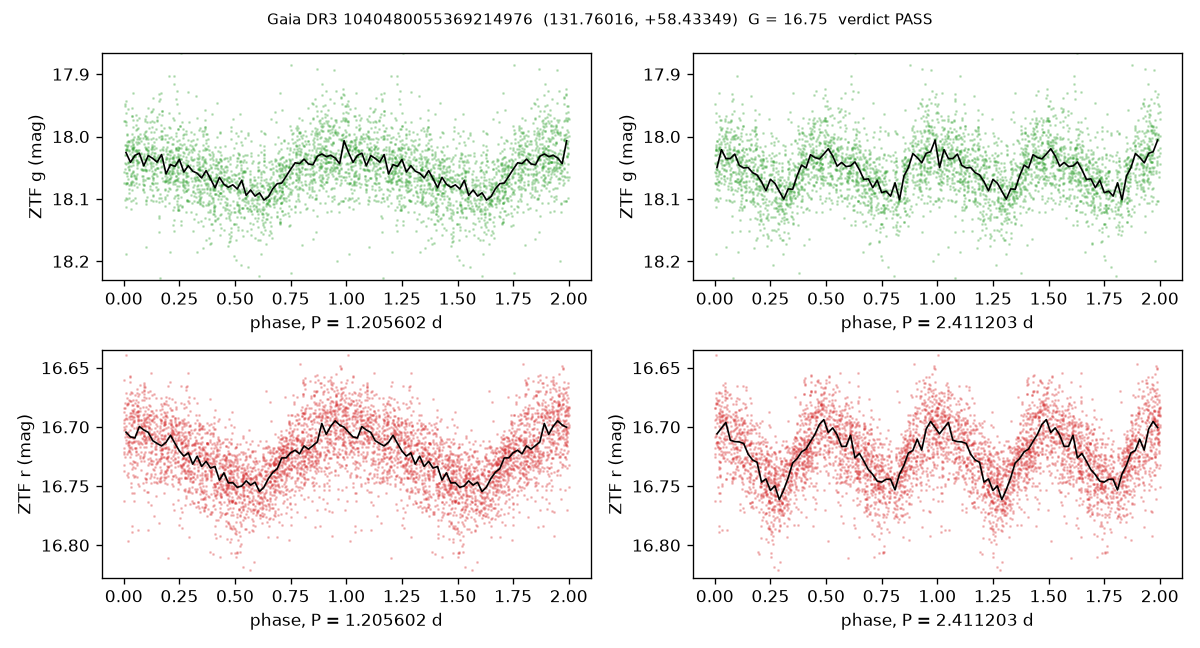 Gaia DR3 1040480055369214976  (131.76016, +58.43349)  G = 16.75  verdict PASS
ZTF g (mag)
17.9
18.0
18.1
18.2
0.00 0.25 0.50 0.75 1.00 1.25 1.50 1.75 2.00
phase, P = 1.205602 d
ZTF g (mag)
17.9
18.0
18.1
18.2
0.00 0.25 0.50 0.75 1.00 1.25 1.50 1.75 2.00
phase, P = 2.411203 d
ZTF r (mag)
16.65
16.70
16.75
16.80
0.00 0.25 0.50 0.75 1.00 1.25 1.50 1.75 2.00
phase, P = 1.205602 d
ZTF r (mag)
16.65
16.70
16.75
16.80
0.00 0.25 0.50 0.75 1.00 1.25 1.50 1.75 2.00
phase, P = 2.411203 d